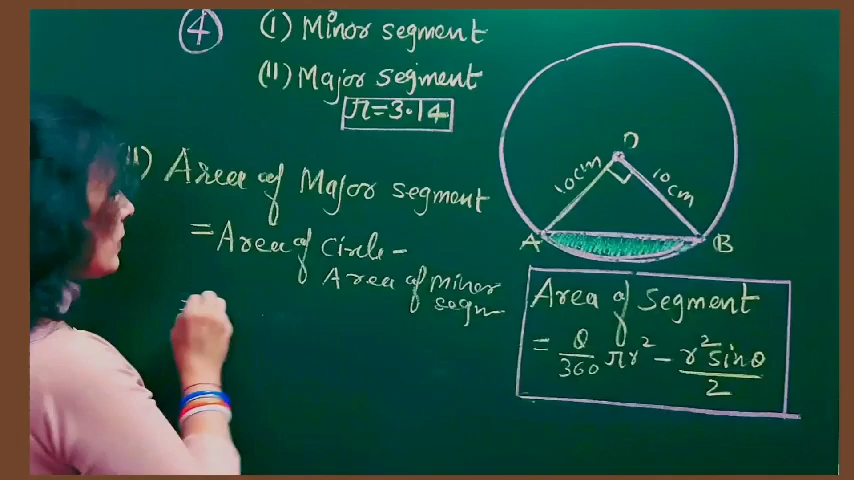 4 (I) Minor segment
(II) Major segment
π=3.14
II) Area of Major segment
= Area of Circle -
Area of minor
segm
=
O
10cm
10cm
A
B
Area of Segment
= θ/360 πr² - r² sinθ/2